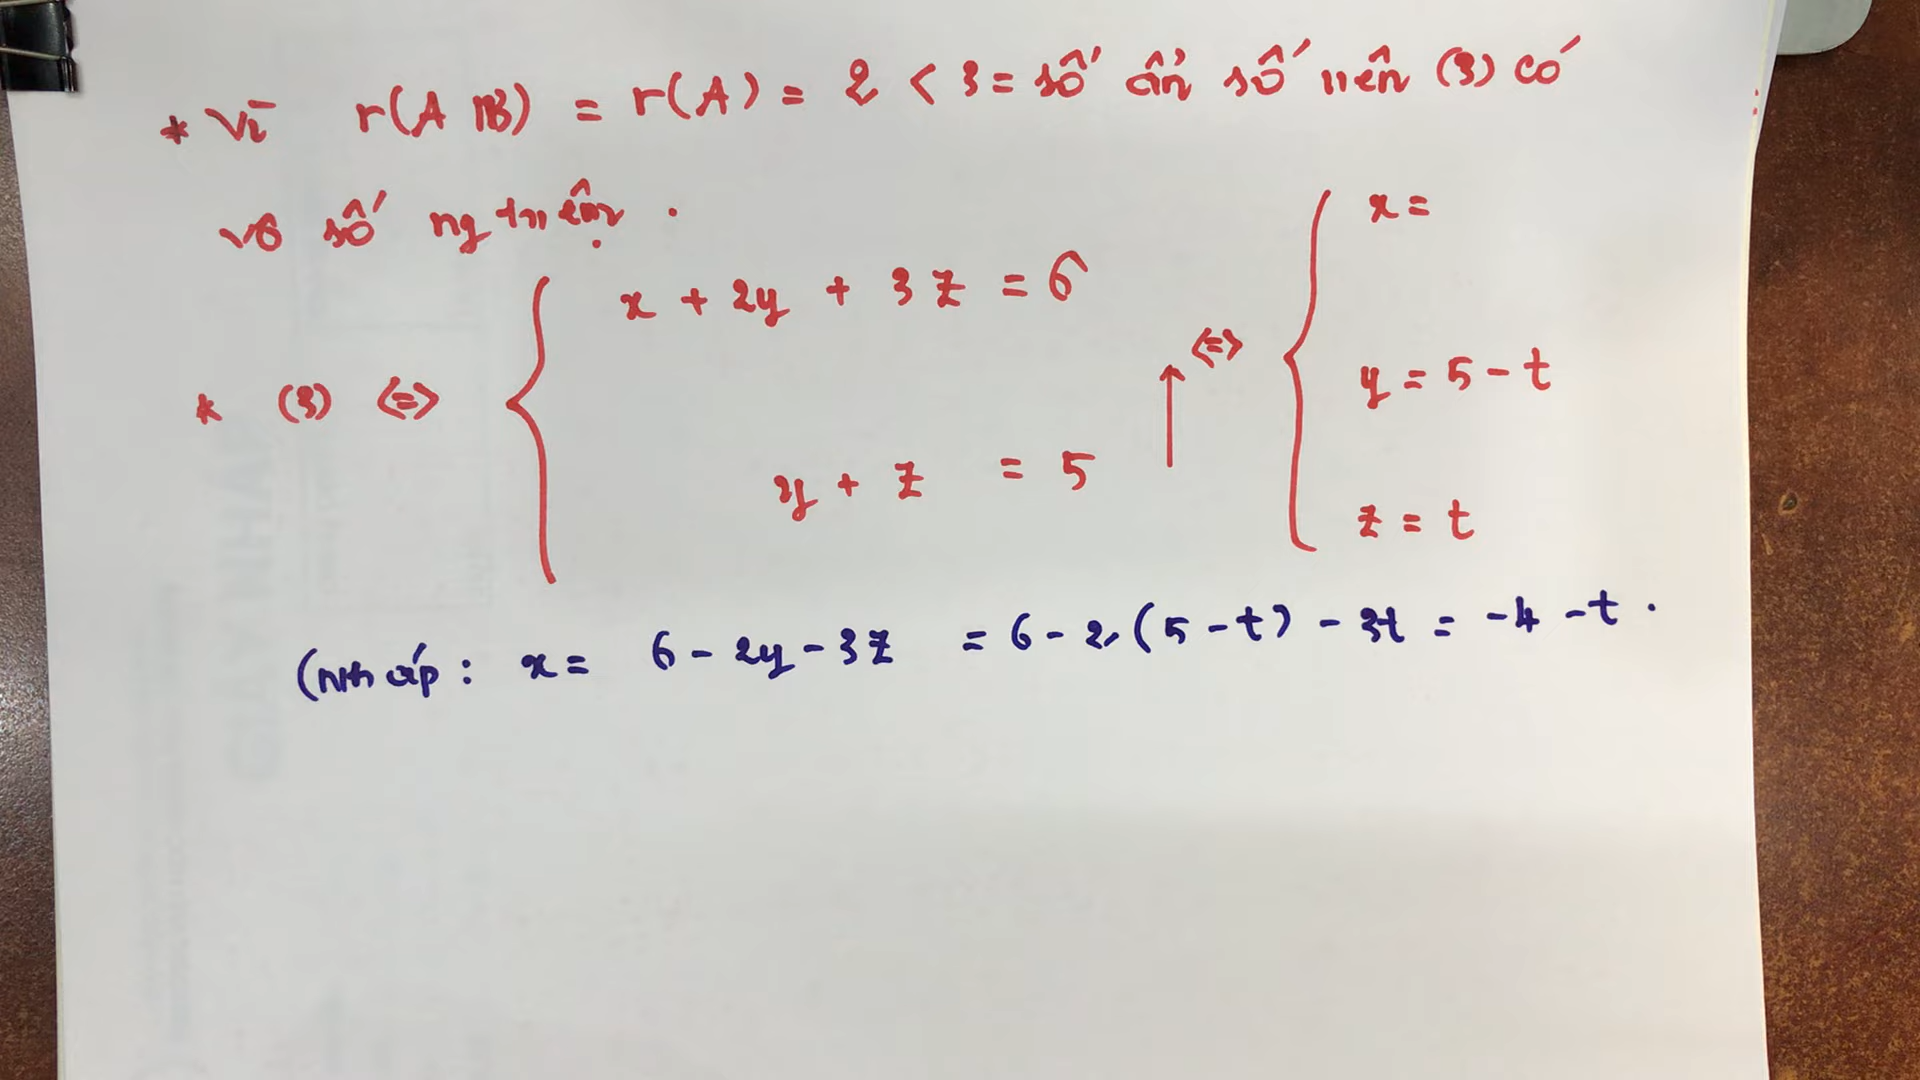 * Vì r(A|B) = r(A) = 2 < 3 = số ẩn số nên (3) có
vô số nghiệm.
* (3) <=> { x + 2y + 3z = 6
y + z = 5
<=> { x =
y = 5 - t
z = t
(nháp: x = 6 - 2y - 3z = 6 - 2.(5 - t) - 3t = -4 - t.